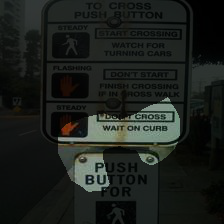 TO CROSS
PUSH BUTTON
STEADY
START CROSSING
WATCH FOR
TURNING CARS
FLASHING
DON'T START
FINISH CROSSING
IF IN CROSSWALK
STEADY
DON'T CROSS
WAIT ON CURB
PUSH
BUTTON
FOR